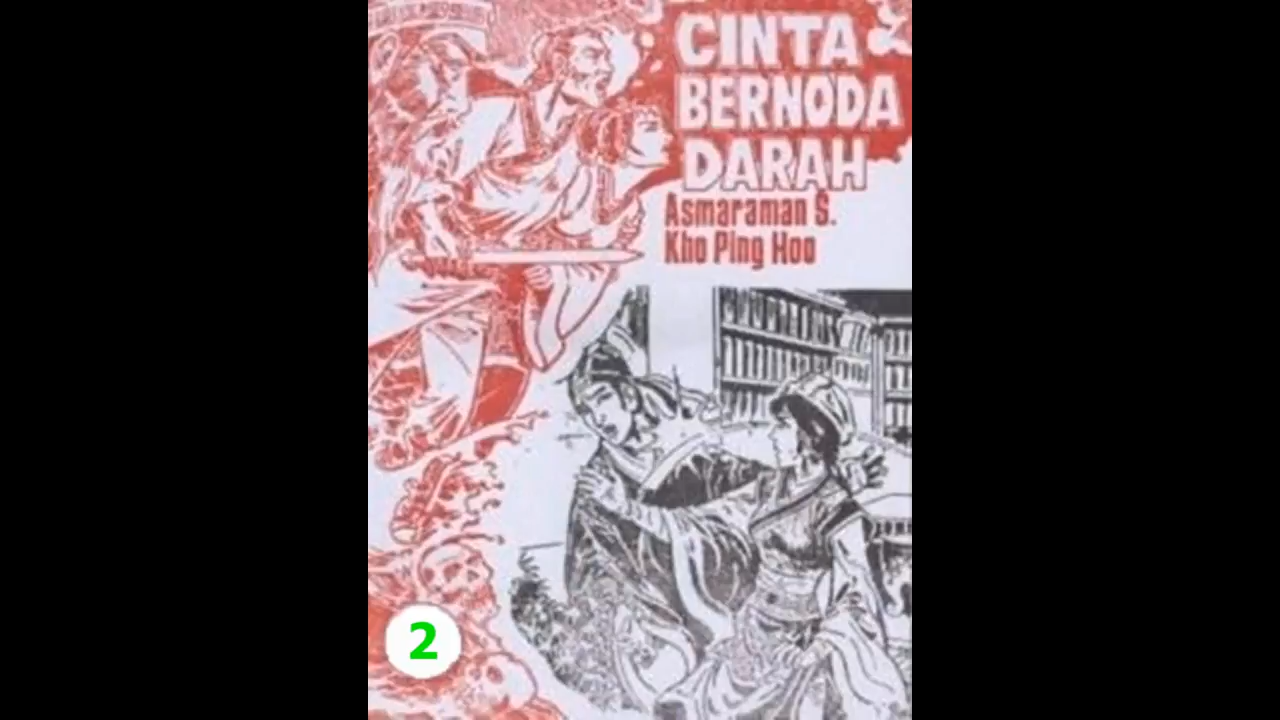 CINTA
BERNODA
DARAH
Asmaraman S.
Kho Ping Hoo
2